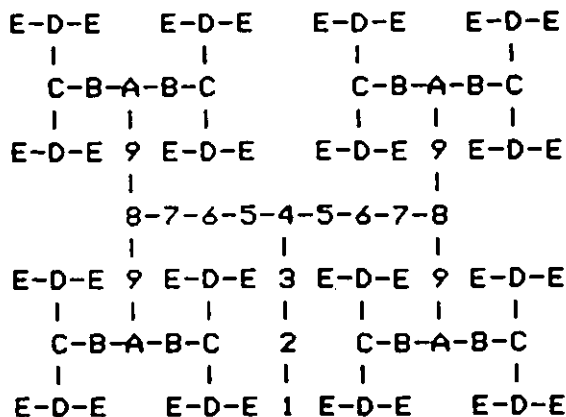 E-D-E   E-D-E     E-D-E   E-D-E
  |       |         |       |
  C-B-A-B-C         C-B-A-B-C
  |   |   |         |   |   |
E-D-E 9 E-D-E     E-D-E 9 E-D-E
      |                 |
      8-7-6-5-4-5-6-7-8
      |         |         |
E-D-E 9 E-D-E 3 E-D-E 9 E-D-E
  |   |   |   |   |   |   |
  C-B-A-B-C   2   C-B-A-B-C
  |       |   |   |       |
E-D-E   E-D-E 1 E-D-E   E-D-E